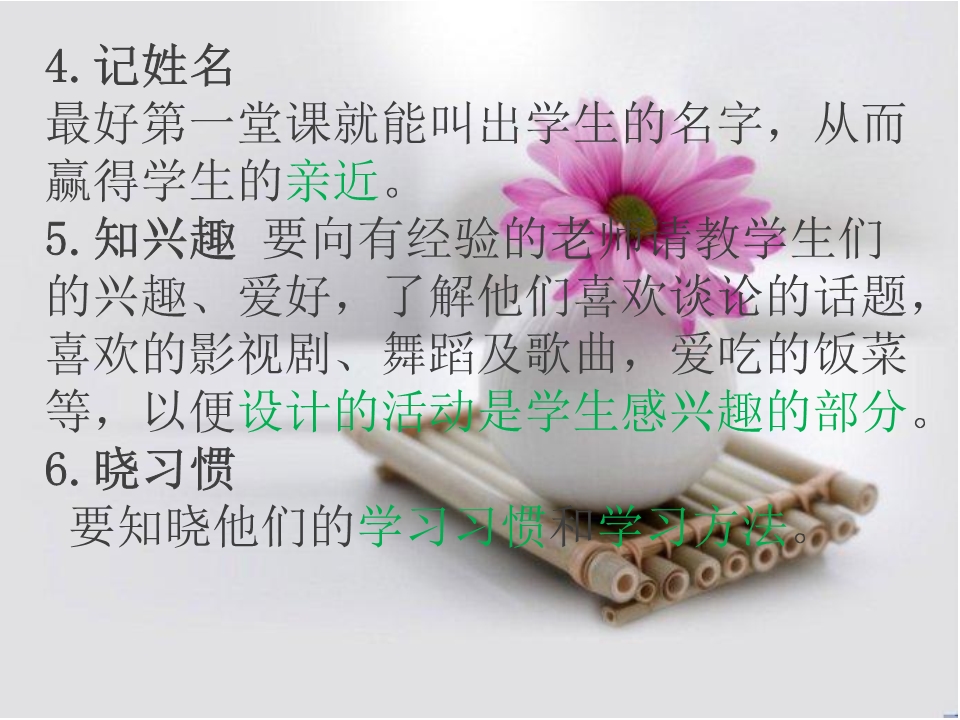 4.记姓名
最好第一堂课就能叫出学生的名字，从而
赢得学生的亲近。
5.知兴趣 要向有经验的老师请教学生们
的兴趣、爱好，了解他们喜欢谈论的话题，
喜欢的影视剧、舞蹈及歌曲，爱吃的饭菜
等，以便设计的活动是学生感兴趣的部分。
6.晓习惯
要知晓他们的学习习惯和学习方法。